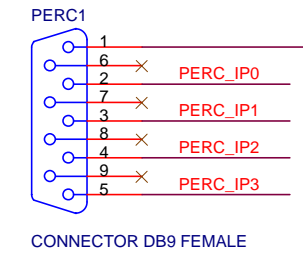 PERC1
1
6
2 PERC_IP0
7
3 PERC_IP1
8
4 PERC_IP2
9
5 PERC_IP3
CONNECTOR DB9 FEMALE